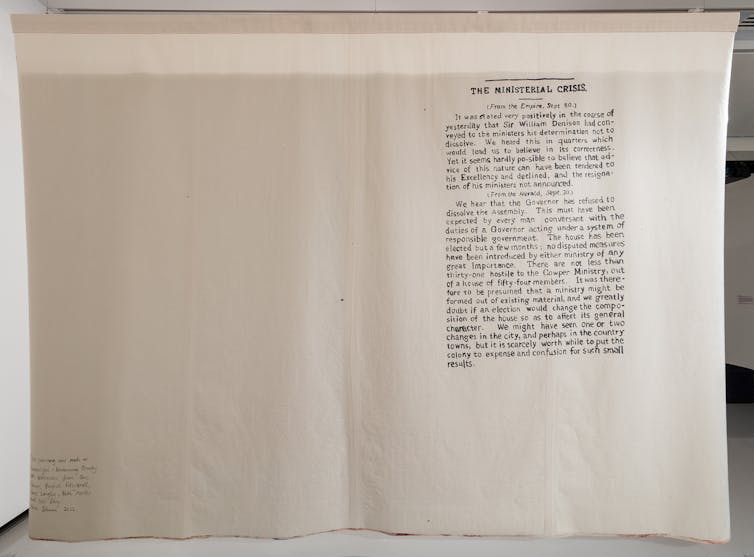 THE MINISTERIAL CRISIS.
(From the Empire, Sept. 30.)
It was stated very positively in the course of
yesterday that Sir William Denison had con-
veyed to the ministers his determination not to
dissolve. We heard this in quarters which
would lead us to believe in its correctness.
Yet it seems hardly possible to believe that ad-
vice of this nature can have been tendered to
his Excellency and declined, and the resigna-
tion of his ministers not announced.
(From the Herald, Sept. 30.)
We hear that the Governor has refused to
dissolve the Assembly. This must have been
expected by every man conversant with the
duties of a Governor acting under a system of
responsible government. The house has been
elected but a few months; no disputed measures
have been introduced by either ministry of any
great importance. There are not less than
thirty-one hostile to the Cowper Ministry, out
of a house of fifty-four members. It was there-
fore to be presumed that a ministry might be
formed out of existing material, and we greatly
doubt if an election would change the compo-
sition of the house so as to affect its general
character. We might have seen one or two
changes in the city, and perhaps in the country
towns, but it is scarcely worth while to put the
colony to expense and confusion for such small
results.